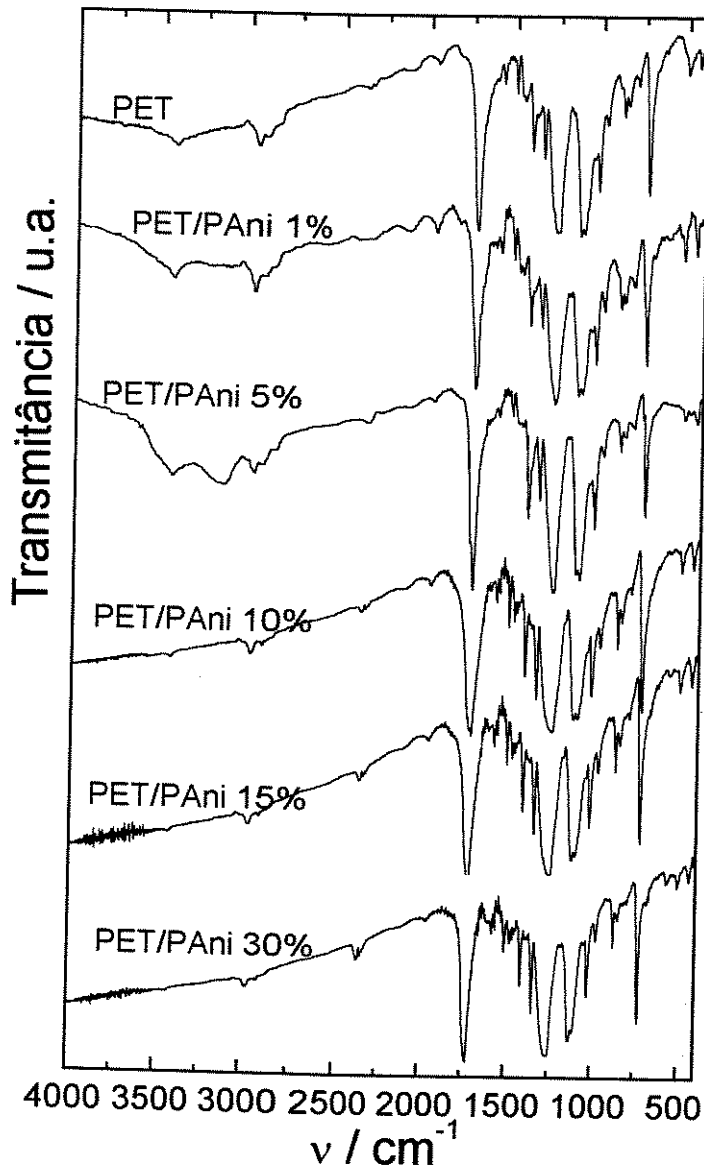 Transmitância / u.a.
PET
PET/PAni 1%
PET/PAni 5%
PET/PAni 10%
PET/PAni 15%
PET/PAni 30%
4000 3500 3000 2500 2000 1500 1000 500
ν / cm⁻¹